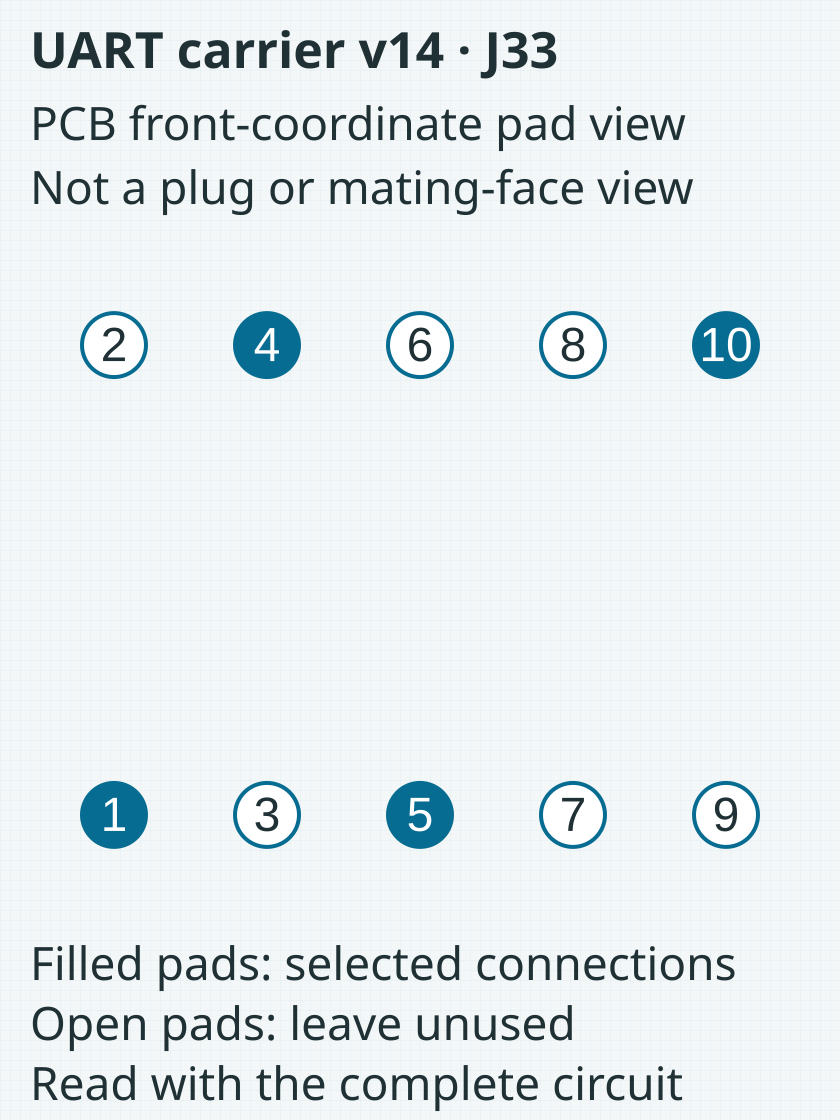 UART carrier v14 · J33
PCB front-coordinate pad view
Not a plug or mating-face view
2 4 6 8 10
1 3 5 7 9
Filled pads: selected connections
Open pads: leave unused
Read with the complete circuit